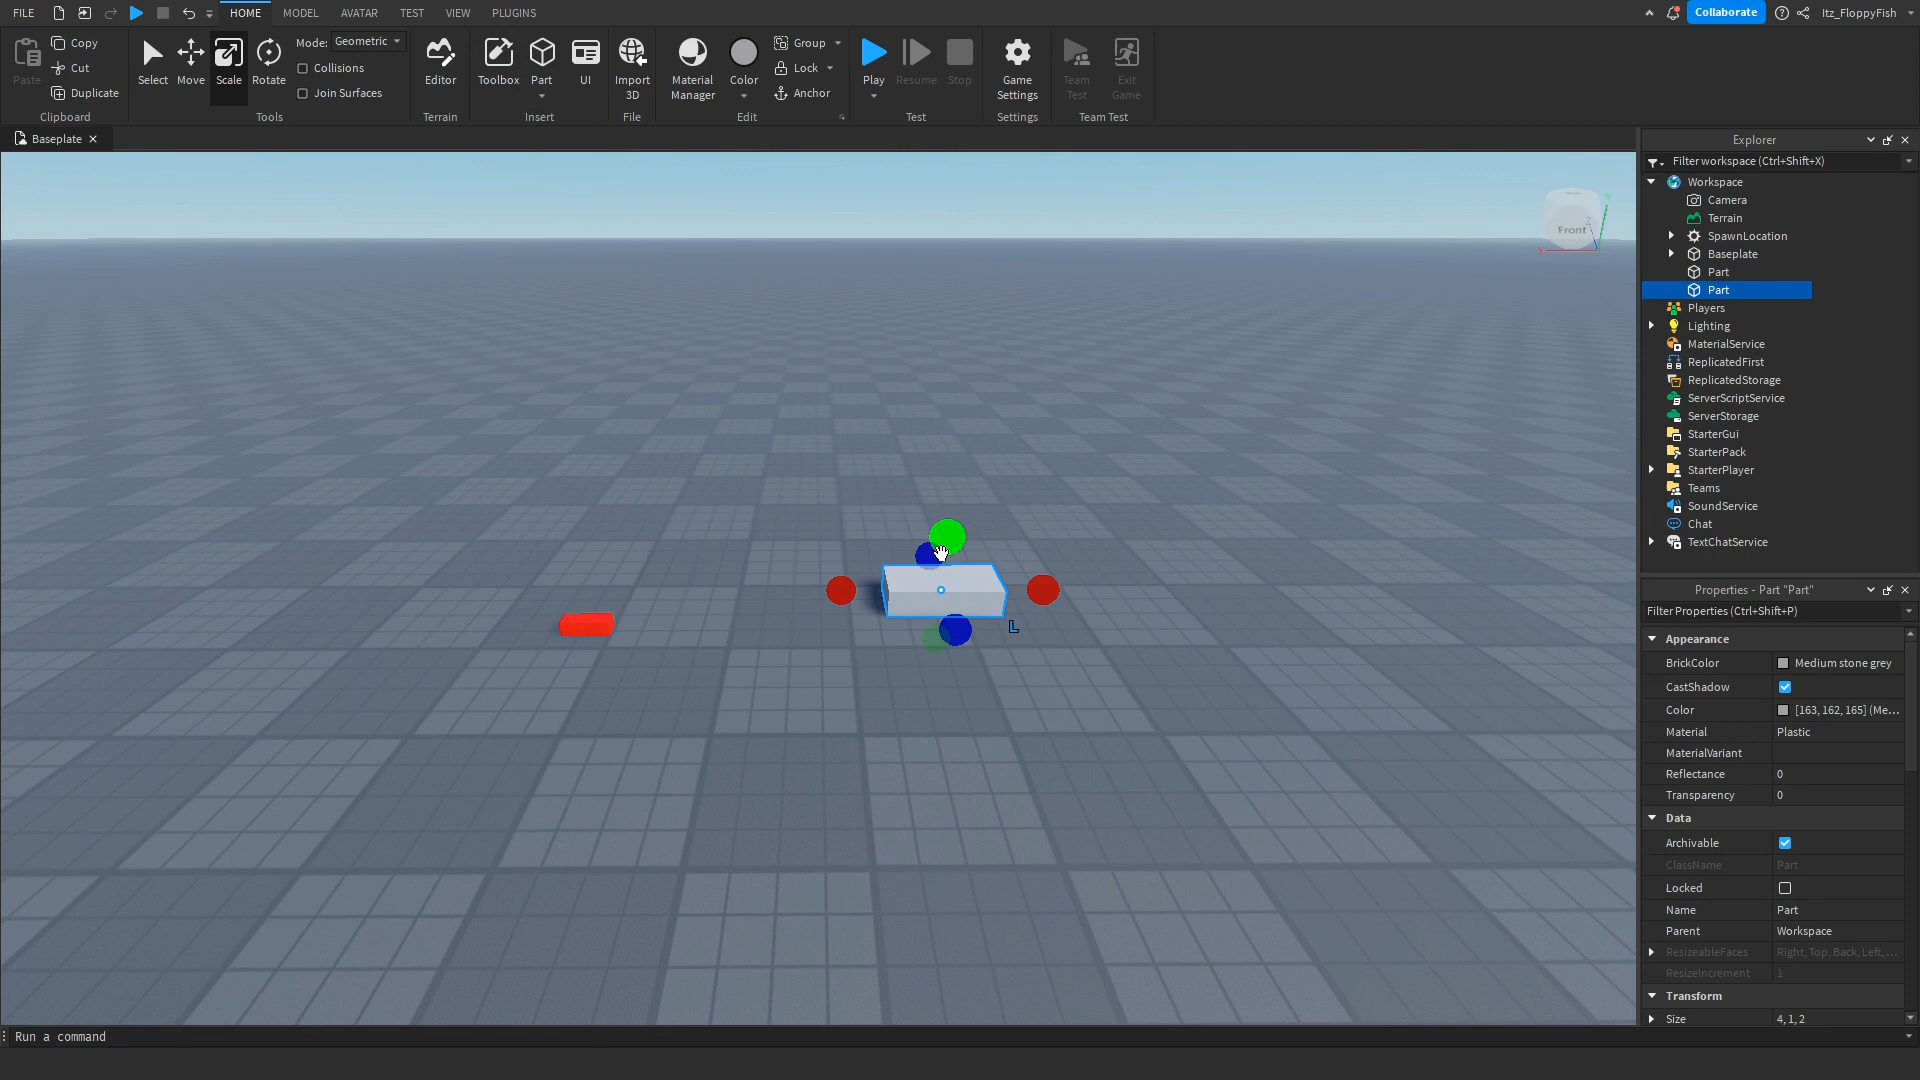 FILE HOME MODEL AVATAR TEST VIEW PLUGINS Collaborate Itz_FloppyFish
Paste Copy Cut Duplicate
Clipboard
Select Move Scale Rotate
Mode: Geometric
Collisions
Join Surfaces
Tools
Editor
Terrain
Toolbox Part UI
Insert
Import 3D
File
Material Manager Color Group Lock Anchor
Edit
Play Resume Stop
Test
Game Settings
Settings
Team Test Exit Game
Team Test
Baseplate
Front
X
Z
L
Explorer
Filter workspace (Ctrl+Shift+X)
Workspace
Camera
Terrain
SpawnLocation
Baseplate
Part
Part
Players
Lighting
MaterialService
ReplicatedFirst
ReplicatedStorage
ServerScriptService
ServerStorage
StarterGui
StarterPack
StarterPlayer
Teams
SoundService
Chat
TextChatService
Properties - Part "Part"
Filter Properties (Ctrl+Shift+P)
Appearance
BrickColor Medium stone grey
CastShadow
Color [163, 162, 165] (Me...
Material Plastic
MaterialVariant
Reflectance 0
Transparency 0
Data
Archivable
ClassName Part
Locked
Name Part
Parent Workspace
ResizeableFaces Right, Top, Back, Left, ...
ResizeIncrement 1
Transform
Size 4, 1, 2
Run a command